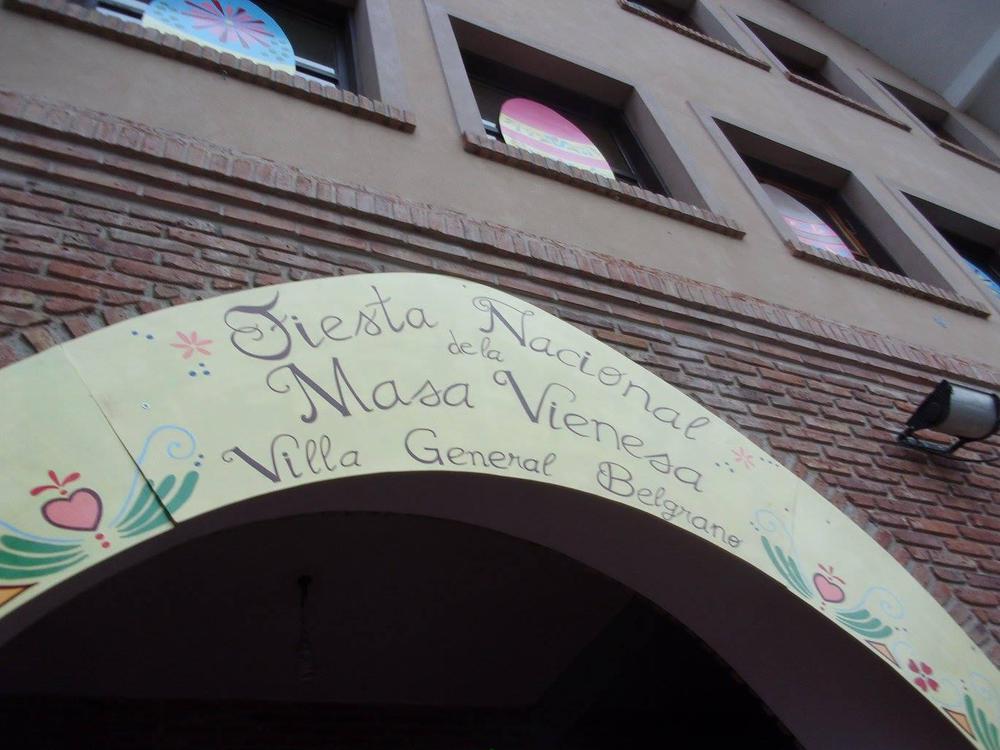 Fiesta Nacional
de la
Masa Vienesa
Villa General Belgrano